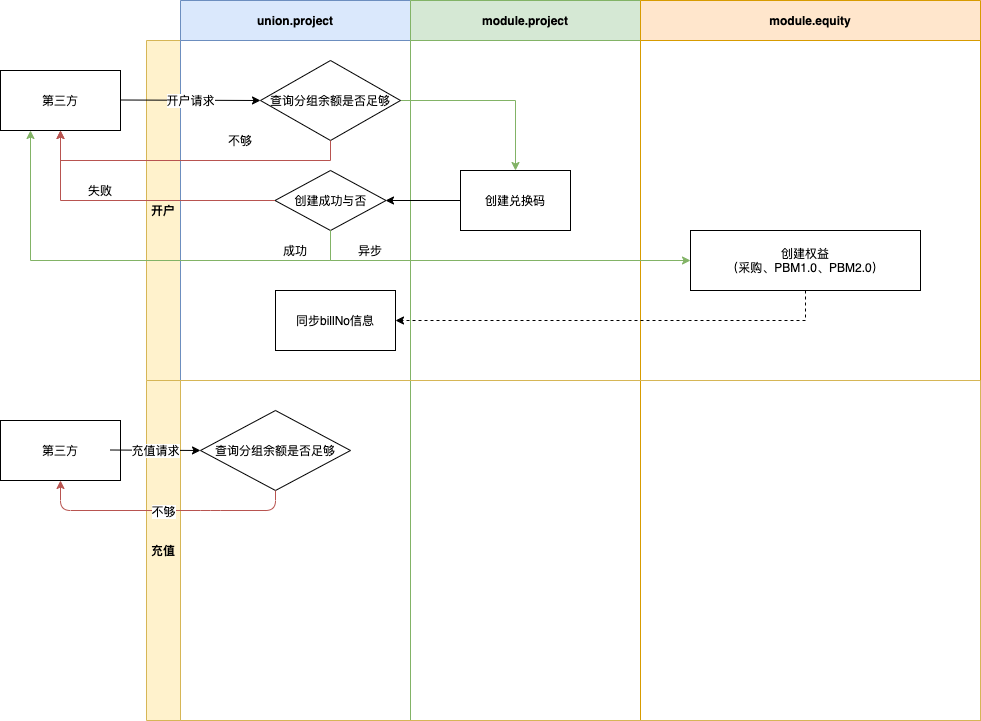 union.project
module.project
module.equity
第三方
开户请求
查询分组余额是否足够
不够
失败
开户
创建成功与否
创建兑换码
成功
异步
创建权益
（采购、PBM1.0、PBM2.0）
同步billNo信息
第三方
充值请求
查询分组余额是否足够
不够
充值